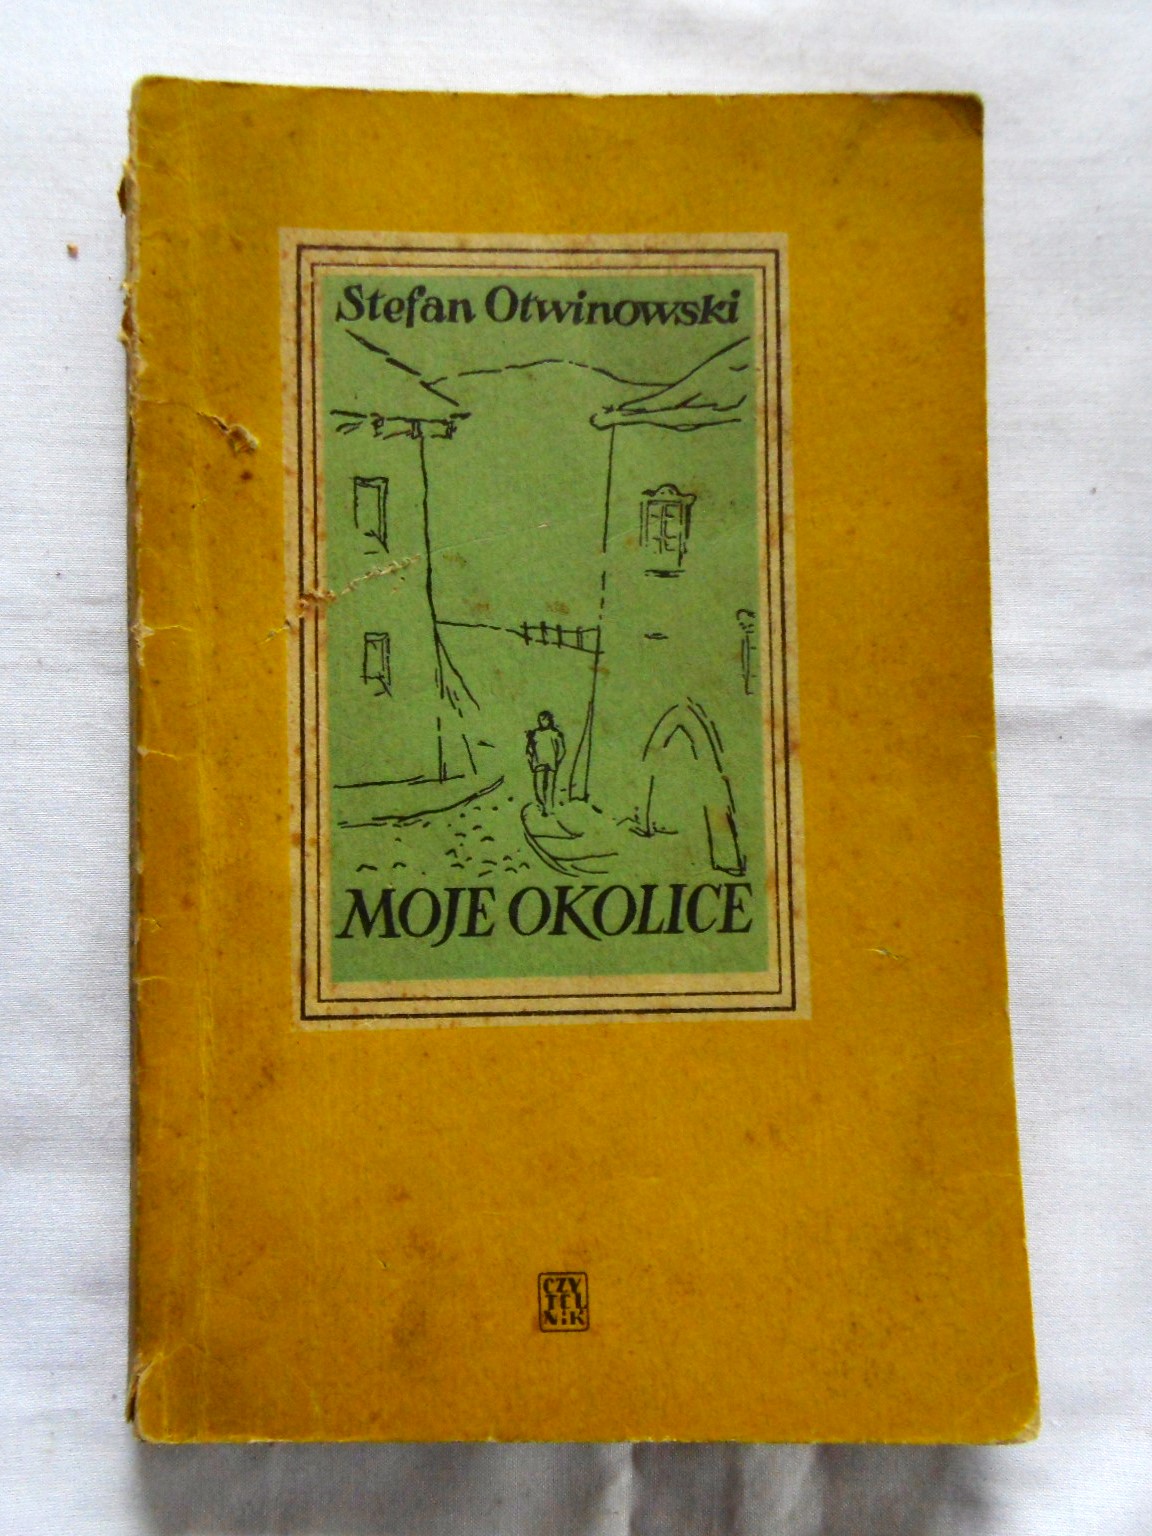 Stefan Otwinowski
MOJE OKOLICE
CZY
TEL
NiK